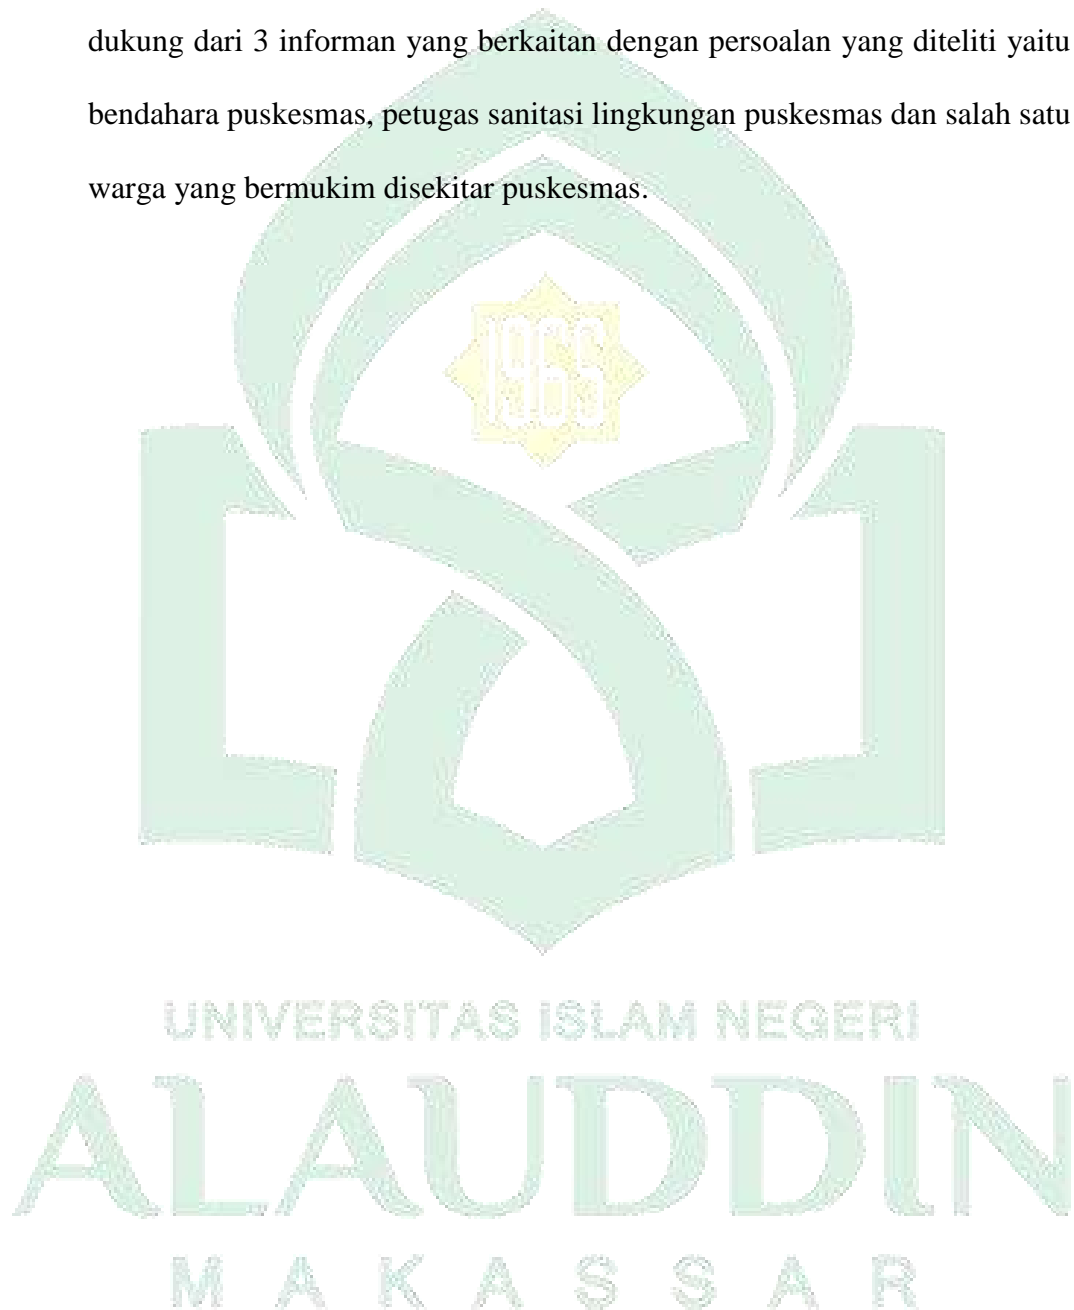 dukung dari 3 informan yang berkaitan dengan persoalan yang diteliti yaitu
bendahara puskesmas, petugas sanitasi lingkungan puskesmas dan salah satu
warga yang bermukim disekitar puskesmas.
1965
UNIVERSITAS ISLAM NEGERI
ALAUDDIN
MAKASSAR